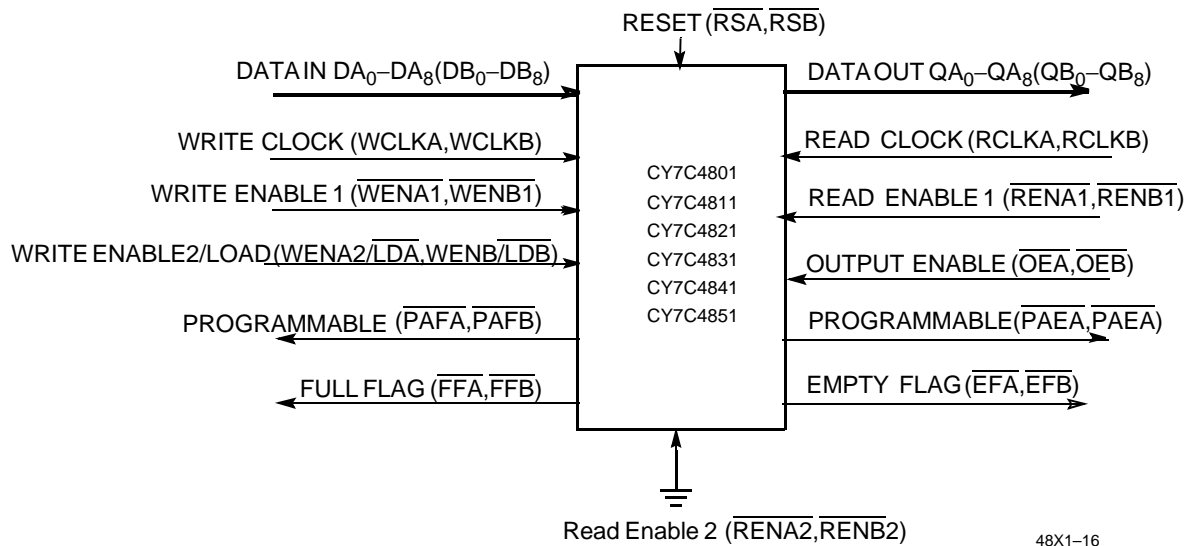 RESET (RSA,RSB)
DATA IN DA0–DA8(DB0–DB8)
DATA OUT QA0–QA8(QB0–QB8)
WRITE CLOCK (WCLKA,WCLKB)
READ CLOCK (RCLKA,RCLKB)
WRITE ENABLE 1 (WENA1,WENB1)
READ ENABLE 1 (RENA1,RENB1)
WRITE ENABLE2/LOAD(WENA2/LDA,WENB/LDB)
OUTPUT ENABLE (OEA,OEB)
PROGRAMMABLE (PAFA,PAFB)
PROGRAMMABLE(PAEA,PAEA)
FULL FLAG (FFA,FFB)
EMPTY FLAG (EFA,EFB)
CY7C4801
CY7C4811
CY7C4821
CY7C4831
CY7C4841
CY7C4851
Read Enable 2 (RENA2,RENB2)
48X1–16